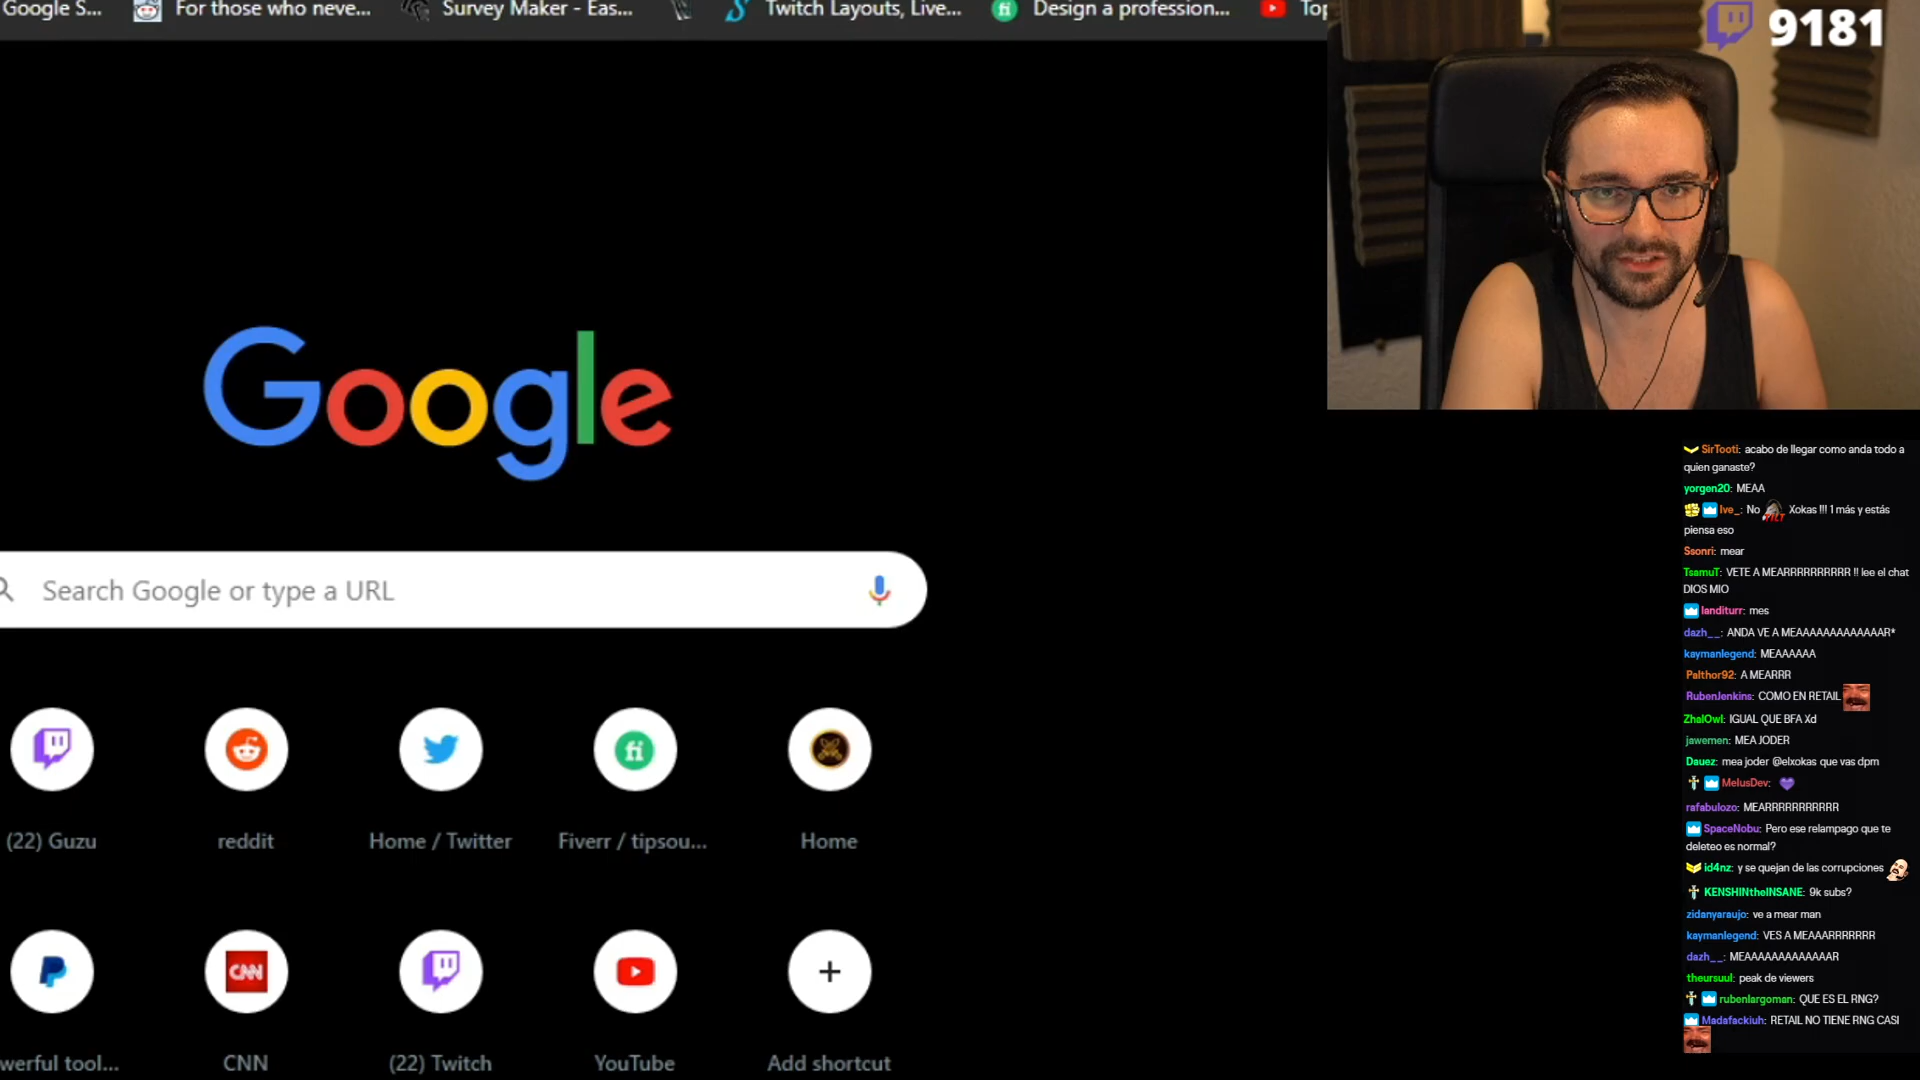 Google S...
For those who neve...
Survey Maker - Eas...
Twitch Layouts, Live...
Design a profession...
Top
9181
Google
Search Google or type a URL
(22) Guzu
reddit
Home / Twitter
Fiverr / tipsou...
Home
werful tool...
CNN
CNN
(22) Twitch
YouTube
Add shortcut
SirTooti: acabo de llegar como anda todo a
quien ganaste?
yorgen20: MEAA
Ive_: No Xokas !!! 1 más y estás
piensa eso
Ssonri: mear
TsamuT: VETE A MEARRRRRRRRRR !! lee el chat
DIOS MIO
landiturr: mes
dazh__: ANDA VE A MEAAAAAAAAAAAAAR*
kaymanlegend: MEAAAAAA
Palthor92: A MEARRR
RubenJenkins: COMO EN RETAIL
ZhalOwl: IGUAL QUE BFA Xd
jawemen: MEA JODER
Dauez: mea joder @elxokas que vas dpm
MelusDev:
rafabulozo: MEARRRRRRRRRRR
SpaceNobu: Pero ese relampago que te
deleteo es normal?
id4nz: y se quejan de las corrupciones
KENSHINtheINSANE: 9k subs?
zidanyaraujo: ve a mear man
kaymanlegend: VES A MEAAARRRRRRR
dazh__: MEAAAAAAAAAAAAR
theursuul: peak de viewers
rubenlargoman: QUE ES EL RNG?
Madafackiuh: RETAIL NO TIENE RNG CASI